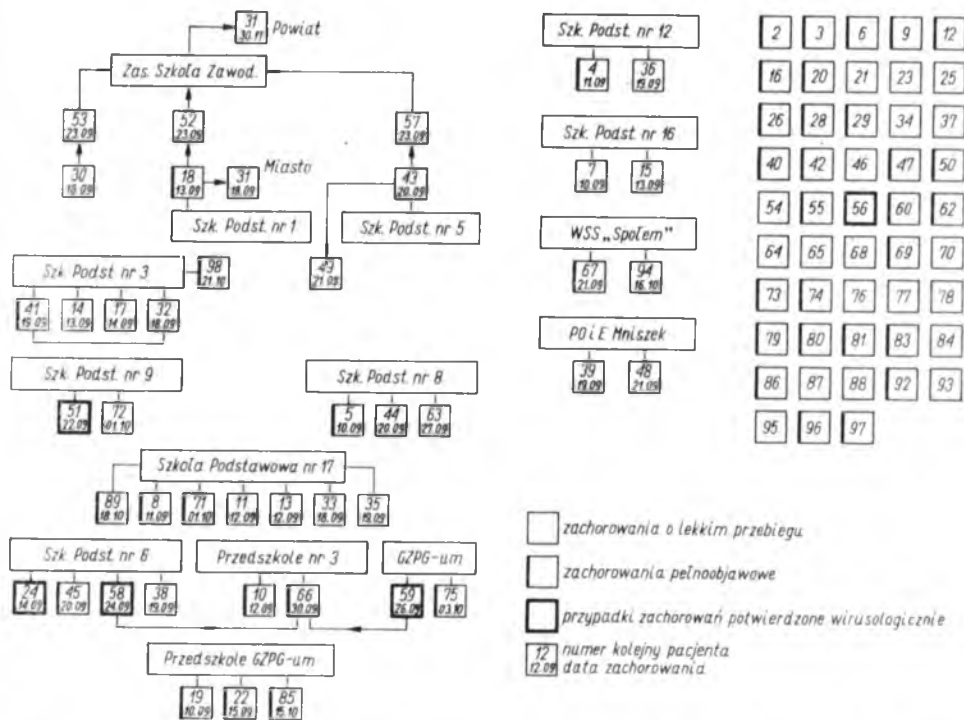 31
30.11
Powiat
Zas. Szkoła Zawod.
53
23.09
52
23.09
57
23.09
30
18
13.09
31
18.09
Miasto
43
20.09
Szk. Podst. nr 1
Szk. Podst. nr 5
49
21.09
Szk. Podst. nr 3
98
21.10
41
19.09
14
13.09
17
14.09
32
18.09
Szk. Podst. nr 9
51
22.09
72
01.10
Szk. Podst. nr 8
5
10.09
44
20.09
63
27.09
Szkoła Podstawowa nr 17
89
18.10
8
11.09
71
01.10
11
12.09
13
12.09
33
18.09
35
19.09
Szk. Podst. nr 6
24
14.09
45
20.09
58
24.09
38
19.09
Przedszkole nr 3
10
12.09
66
30.09
GZPG-um
59
26.09
75
03.10
Przedszkole GZPG-um
19
10.09
22
15.09
85
15.10
Szk. Podst. nr 12
4
11.09
36
19.09
Szk. Podst. nr 16
7
10.09
15
13.09
WSS „Społem"
67
21.09
94
16.10
PO i E Mniszek
39
19.09
48
21.09
2 3 6 9 12
16 20 21 23 25
26 28 29 34 37
40 42 46 47 50
54 55 56 60 62
64 65 68 69 70
73 74 76 77 78
79 80 81 83 84
86 87 88 92 93
95 96 97
zachorowania o lekkim przebiegu
zachorowania pełnoobjawowe
przypadki zachorowań potwierdzone wirusologicznie
12 numer kolejny pacjenta
12.09 data zachorowania